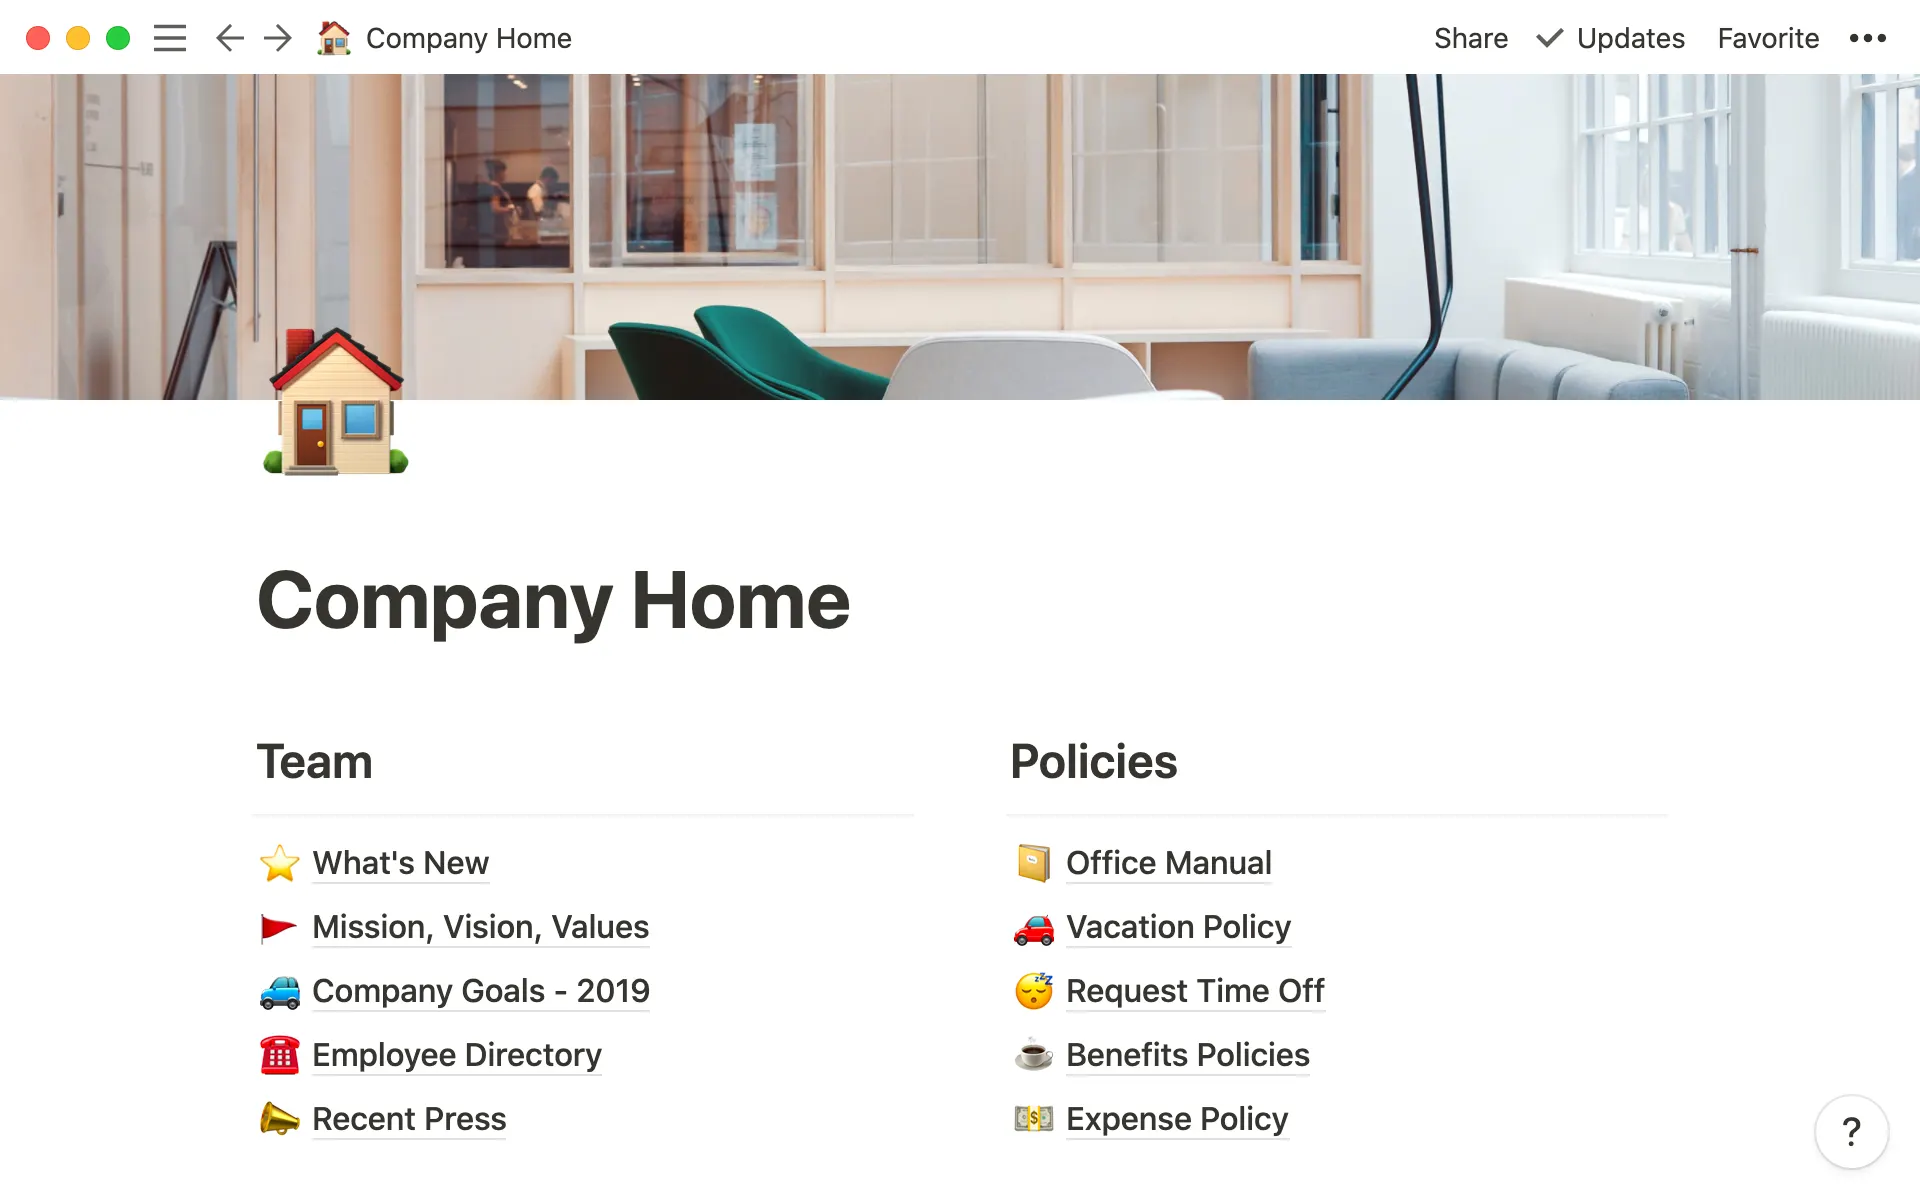 Company Home
Share
Updates
Favorite
Company Home
Team
What's New
Mission, Vision, Values
Company Goals - 2019
Employee Directory
Recent Press
Policies
Office Manual
Vacation Policy
Request Time Off
Benefits Policies
Expense Policy
?